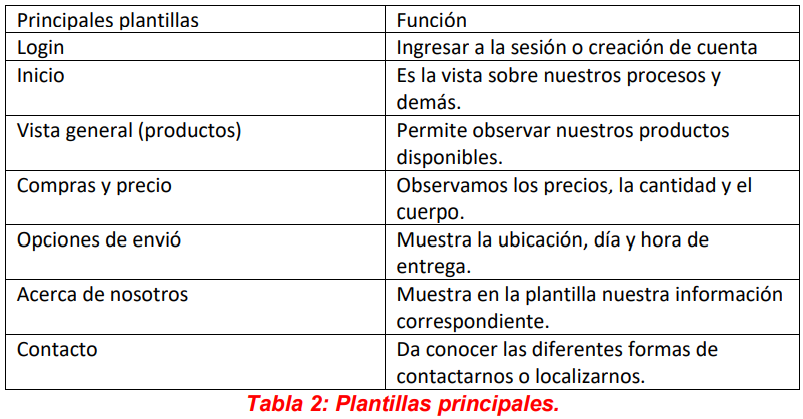 Principales plantillas Función
Login Ingresar a la sesión o creación de cuenta
Inicio Es la vista sobre nuestros procesos y
demás.
Vista general (productos) Permite observar nuestros productos
disponibles.
Compras y precio Observamos los precios, la cantidad y el
cuerpo.
Opciones de envió Muestra la ubicación, día y hora de
entrega.
Acerca de nosotros Muestra en la plantilla nuestra información
correspondiente.
Contacto Da conocer las diferentes formas de
contactarnos o localizarnos.
Tabla 2: Plantillas principales.